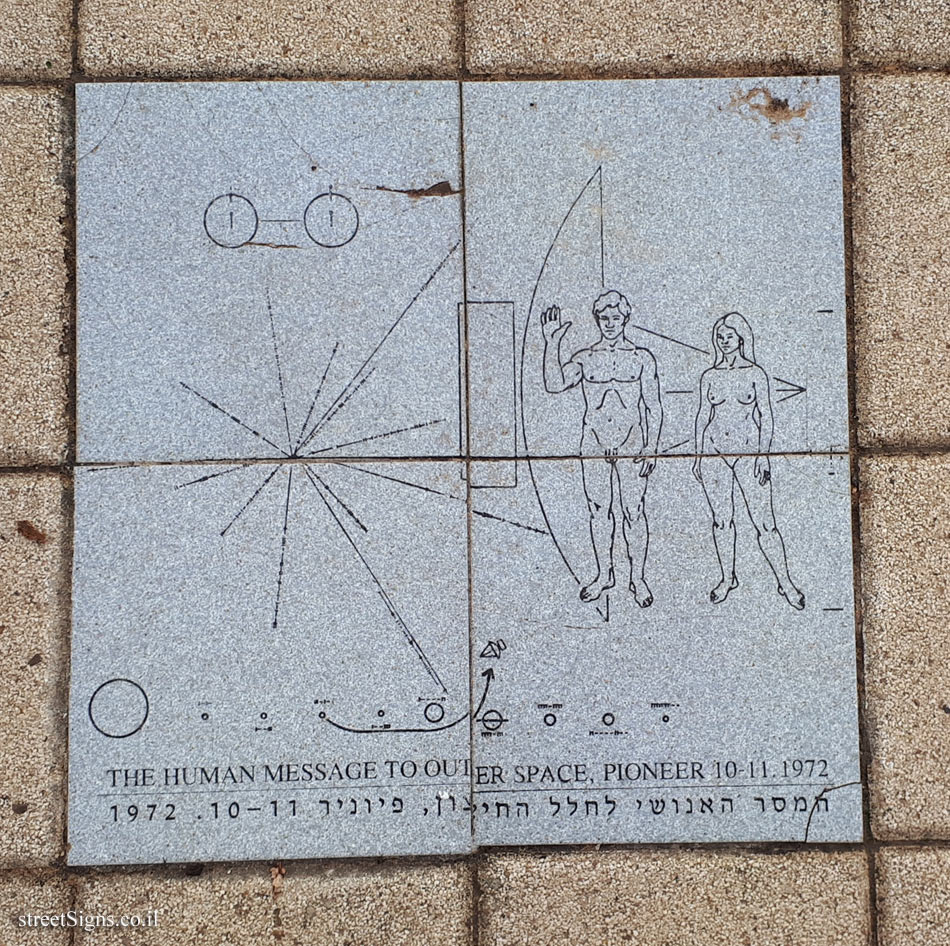 THE HUMAN MESSAGE TO OUTER SPACE, PIONEER 10-11.1972
המסר האנושי לחלל החיצון, פיוניר 10-11. 1972
streetSigns.co.il